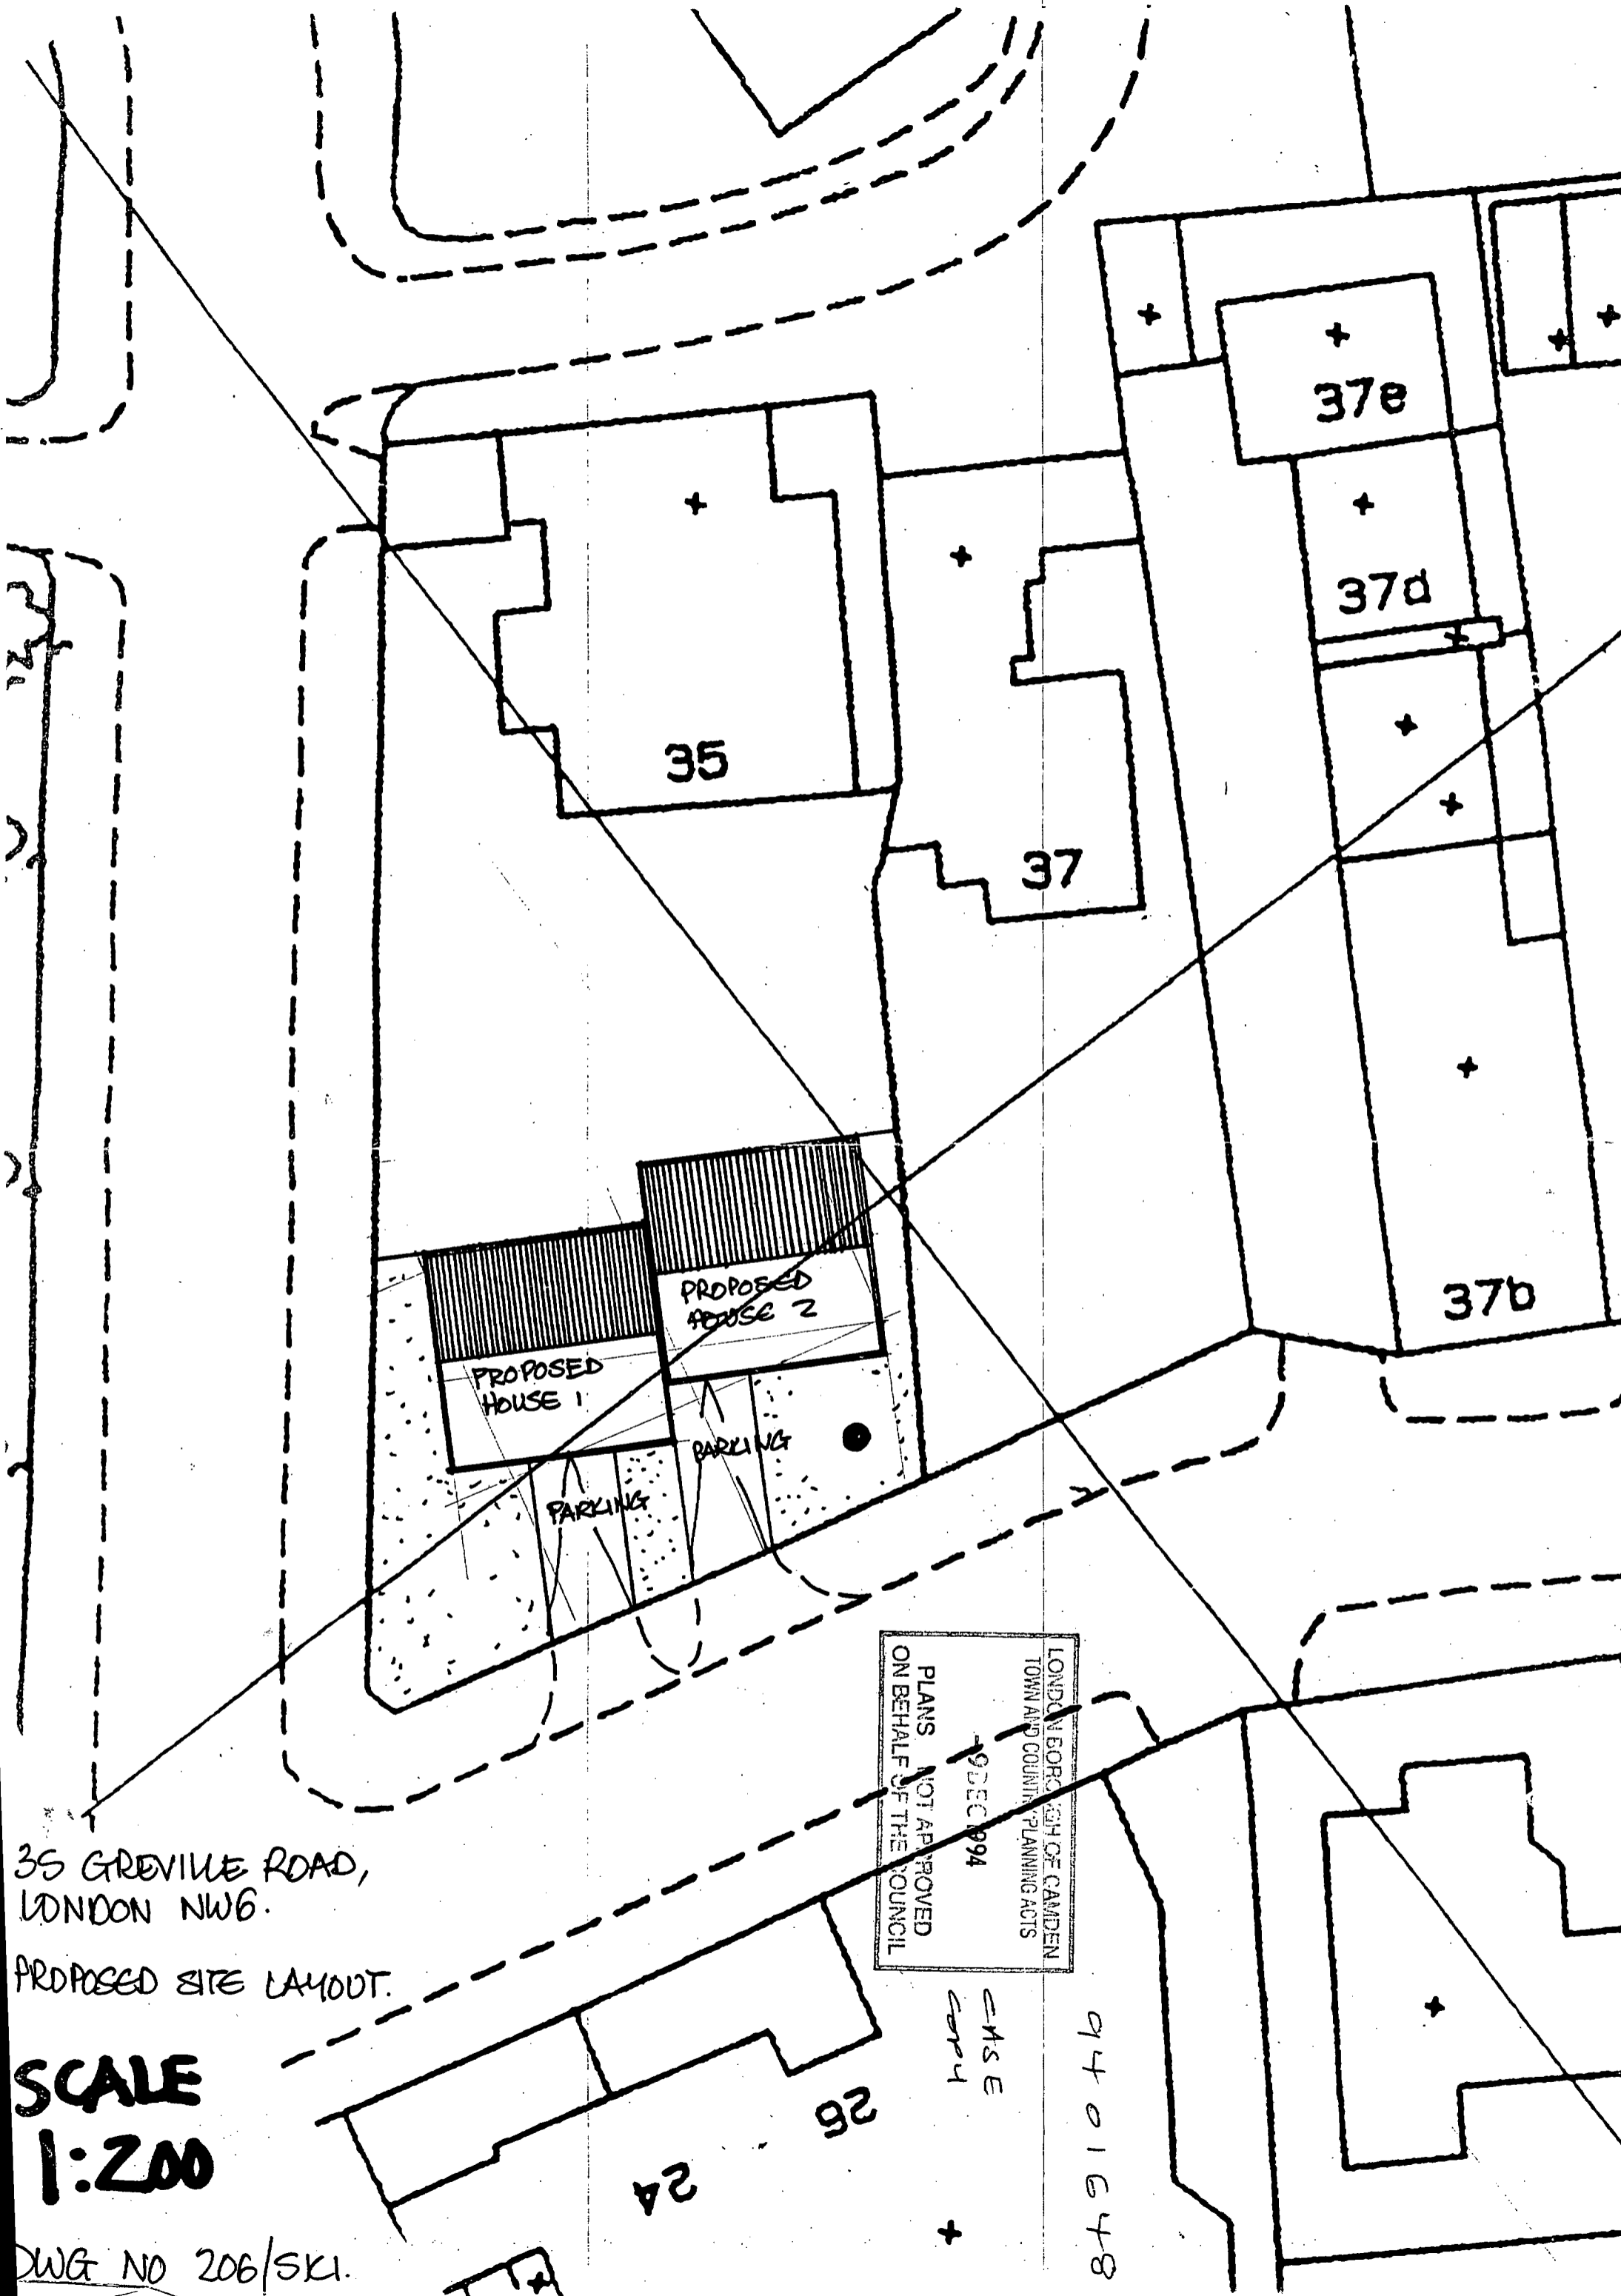 37e
37d
35
37
37b
PROPOSED
HOUSE 2
PROPOSED
HOUSE 1
PARKING
PARKING
LONDON BOROUGH OF CAMDEN
TOWN AND COUNTRY PLANNING ACTS
-9 DEC 1994
PLANS NOT APPROVED
ON BEHALF OF THE COUNCIL
CASE
COPY
9401648
35 GREVILLE ROAD,
LONDON NW6.
PROPOSED SITE LAYOUT.
SCALE
1:200
26
24
DWG NO 206/SK1.